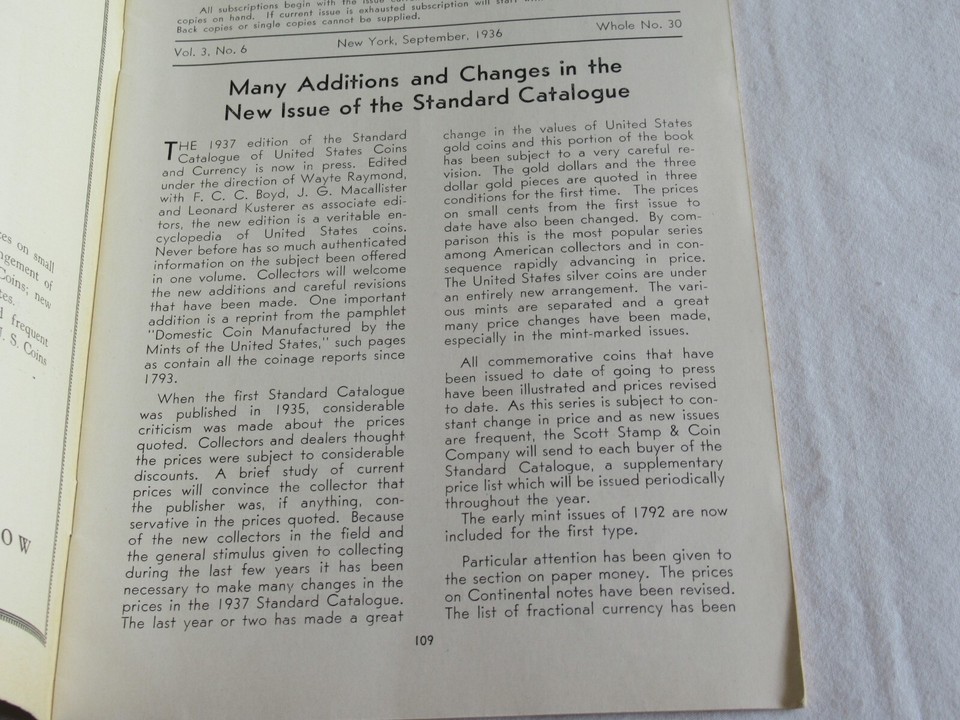 All subscriptions begin with the issue
copies on hand. If current issue is exhausted subscription will start
Back copies or single copies cannot be supplied.
Vol. 3, No. 6 New York, September, 1936 Whole No. 30
Many Additions and Changes in the
New Issue of the Standard Catalogue
THE 1937 edition of the Standard
Catalogue of United States Coins
and Currency is now in press. Edited
under the direction of Wayte Raymond,
with F. C. C. Boyd, J. G. Macallister
and Leonard Kusterer as associate edi-
tors, the new edition is a veritable en-
cyclopedia of United States coins.
Never before has so much authenticated
information on the subject been offered
in one volume. Collectors will welcome
the new additions and careful revisions
that have been made. One important
addition is a reprint from the pamphlet
"Domestic Coin Manufactured by the
Mints of the United States," such pages
as contain all the coinage reports since
1793.
When the first Standard Catalogue
was published in 1935, considerable
criticism was made about the prices
quoted. Collectors and dealers thought
the prices were subject to considerable
discounts. A brief study of current
prices will convince the collector that
the publisher was, if anything, con-
servative in the prices quoted. Because
of the new collectors in the field and
the general stimulus given to collecting
during the last few years it has been
necessary to make many changes in the
prices in the 1937 Standard Catalogue.
The last year or two has made a great
change in the values of United States
gold coins and this portion of the book
has been subject to a very careful re-
vision. The gold dollars and the three
dollar gold pieces are quoted in three
conditions for the first time. The prices
on small cents from the first issue to
date have also been changed. By com-
parison this is the most popular series
among American collectors and in con-
sequence rapidly advancing in price.
The United States silver coins are under
an entirely new arrangement. The vari-
ous mints are separated and a great
many price changes have been made,
especially in the mint-marked issues.
All commemorative coins that have
been issued to date of going to press
have been illustrated and prices revised
to date. As this series is subject to con-
stant change in price and as new issues
are frequent, the Scott Stamp & Coin
Company will send to each buyer of the
Standard Catalogue, a supplementary
price list which will be issued periodically
throughout the year.
The early mint issues of 1792 are now
included for the first type.
Particular attention has been given to
the section on paper money. The prices
on Continental notes have been revised.
The list of fractional currency has been
109
on small
of
Coins; new
frequent
S. Coins
OW